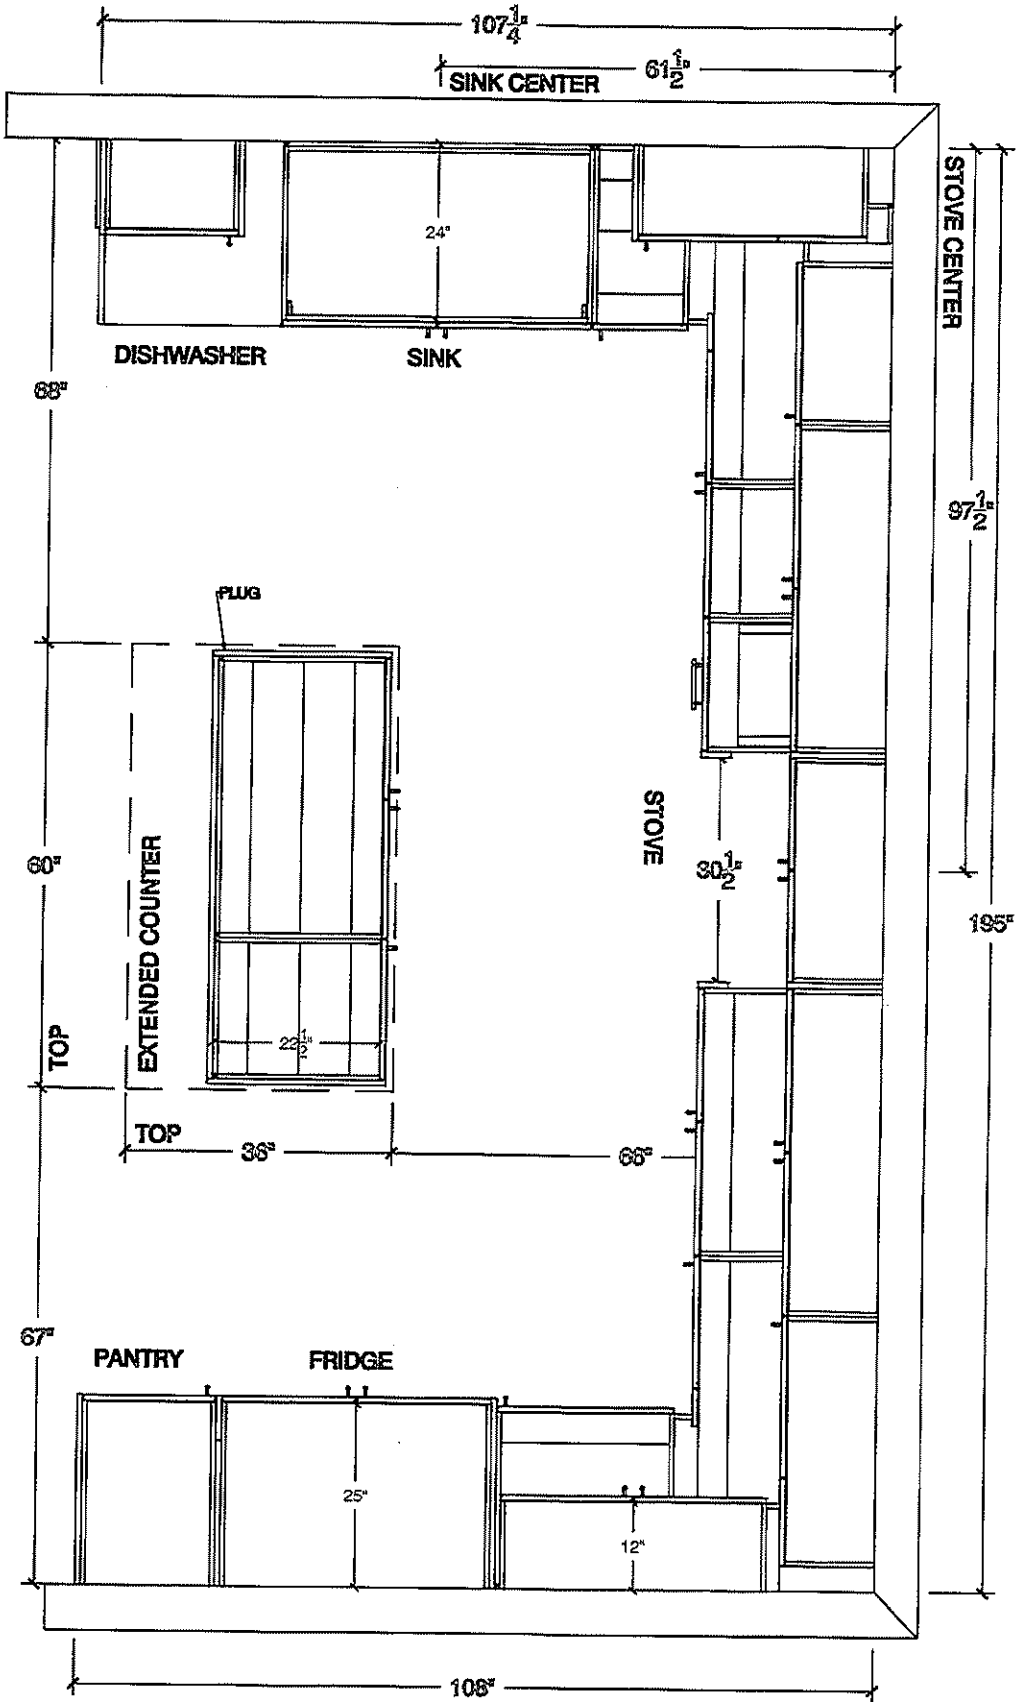 107 1/4"
61 1/2"
SINK CENTER
STOVE CENTER
24"
DISHWASHER
SINK
68"
97 1/2"
PLUG
STOVE
30 1/2"
60"
195"
EXTENDED COUNTER
22 1/2
TOP
TOP
36"
66"
67"
PANTRY
FRIDGE
25"
12"
108"